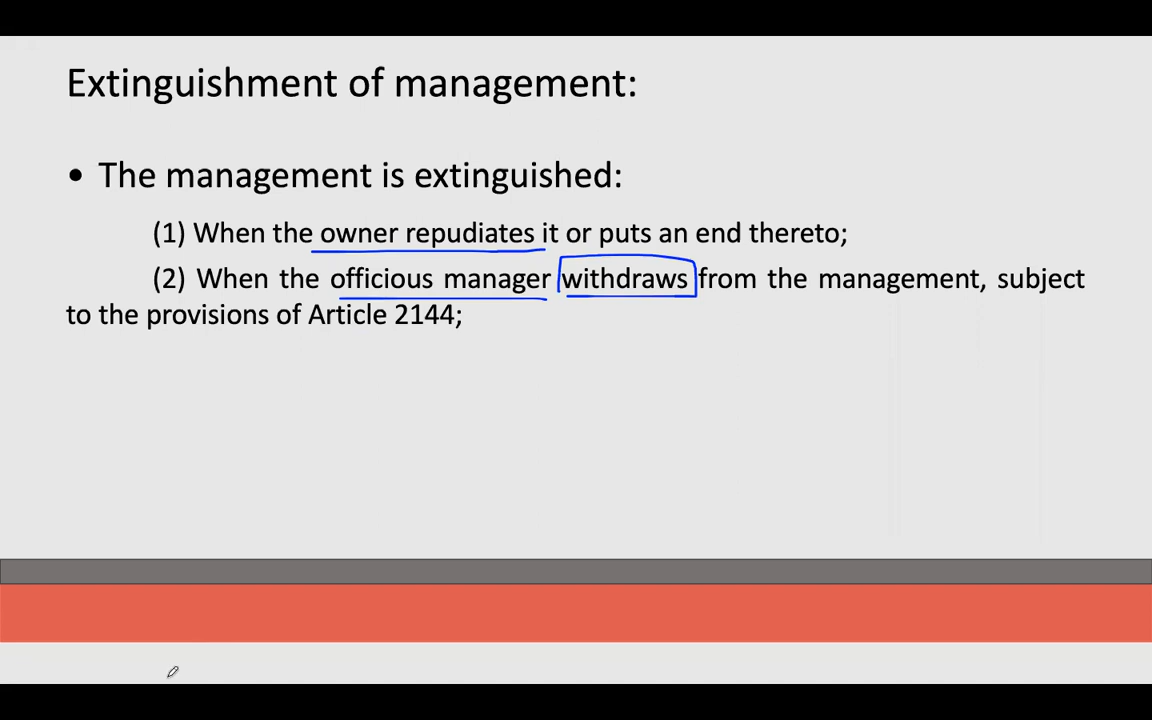 Extinguishment of management:
• The management is extinguished:
(1) When the owner repudiates it or puts an end thereto;
(2) When the officious manager withdraws from the management, subject
to the provisions of Article 2144;